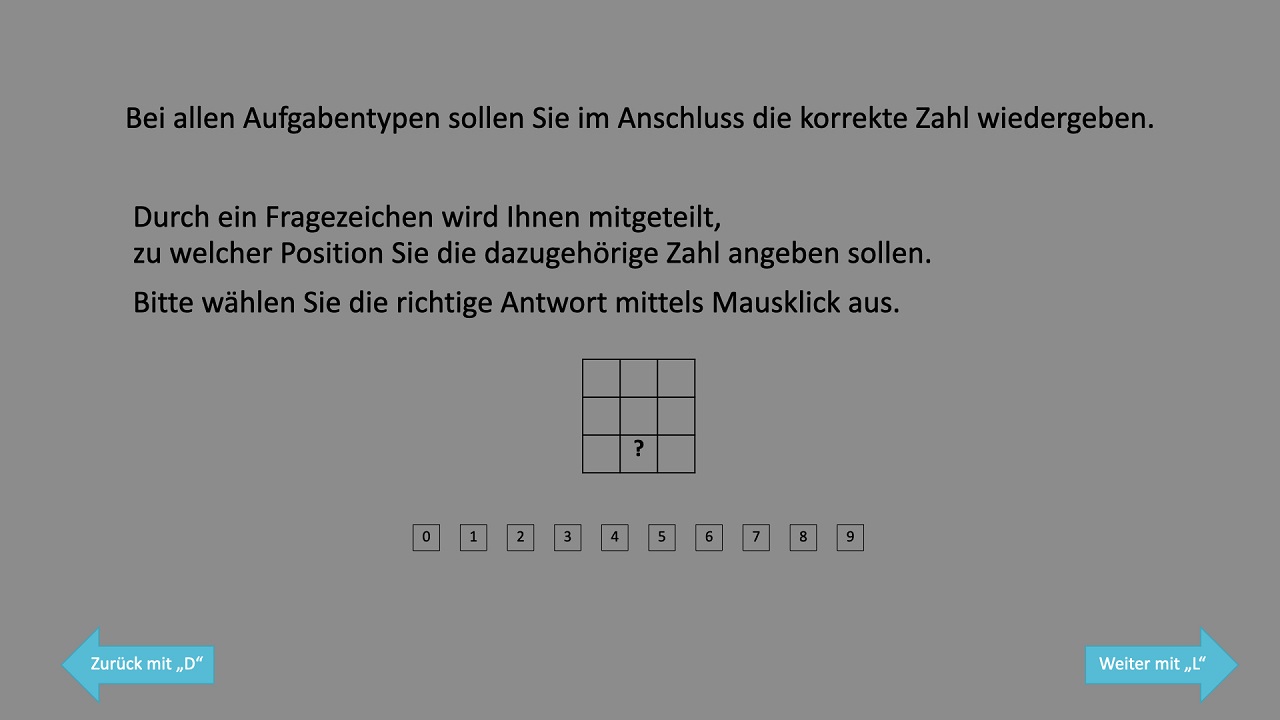 Bei allen Aufgabentypen sollen Sie im Anschluss die korrekte Zahl wiedergeben.
Durch ein Fragezeichen wird Ihnen mitgeteilt,
zu welcher Position Sie die dazugehörige Zahl angeben sollen.
Bitte wählen Sie die richtige Antwort mittels Mausklick aus.
?
0 1 2 3 4 5 6 7 8 9
Zurück mit „D“
Weiter mit „L“